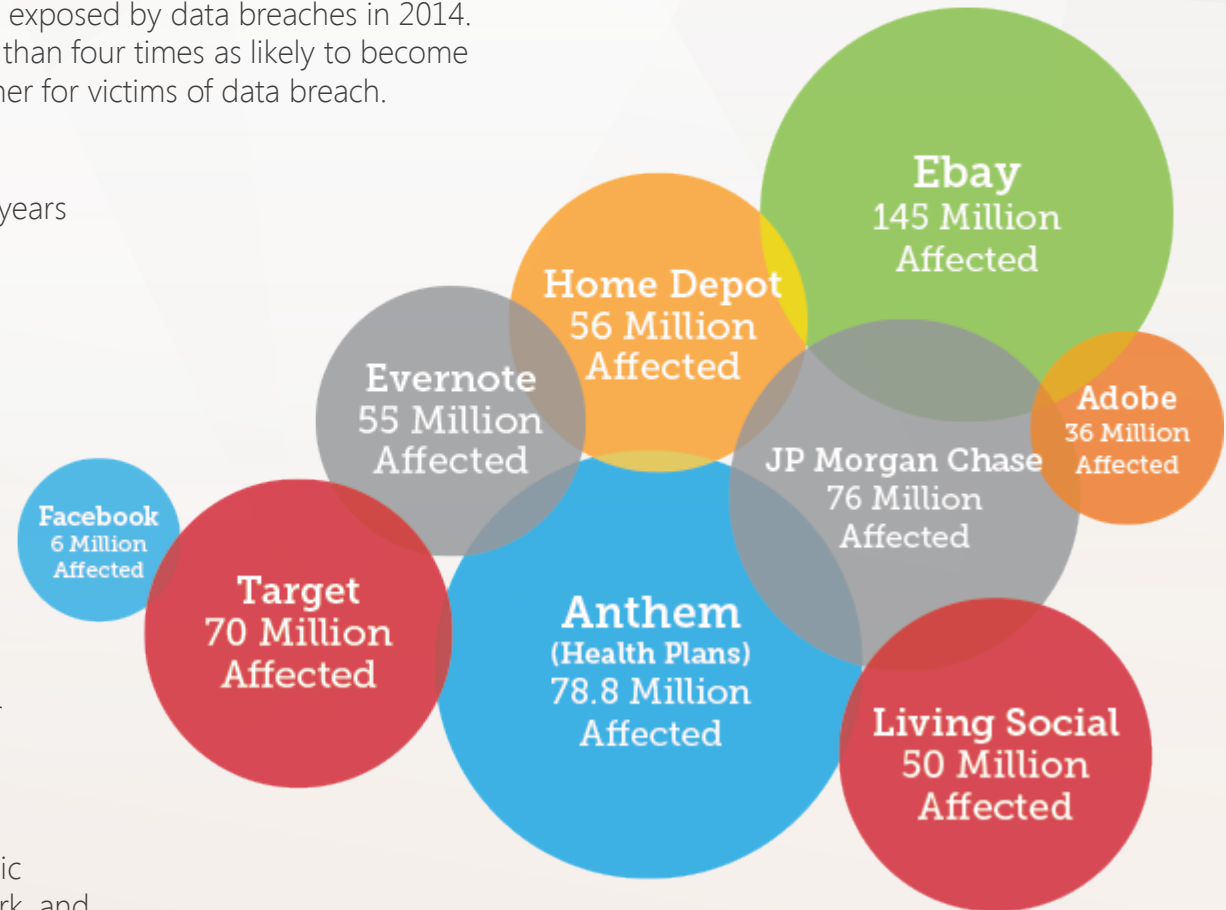 exposed by data breaches in 2014.
than four times as likely to become
her for victims of data breach.
years
Ebay
145 Million
Affected
Home Depot
56 Million
Affected
Evernote
55 Million
Affected
Adobe
36 Million
Affected
JP Morgan Chase
76 Million
Affected
Facebook
6 Million
Affected
Target
70 Million
Affected
Anthem
(Health Plans)
78.8 Million
Affected
Living Social
50 Million
Affected
ic
rk, and